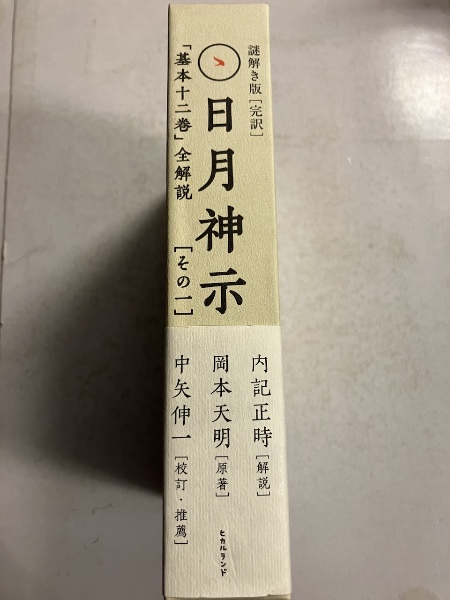 謎解き版［完訳］
日月神示
「基本十二巻」全解説
［その一］
内記正時［解説］
岡本天明［原著］
中矢伸一［校訂・推薦］
ヒカルランド